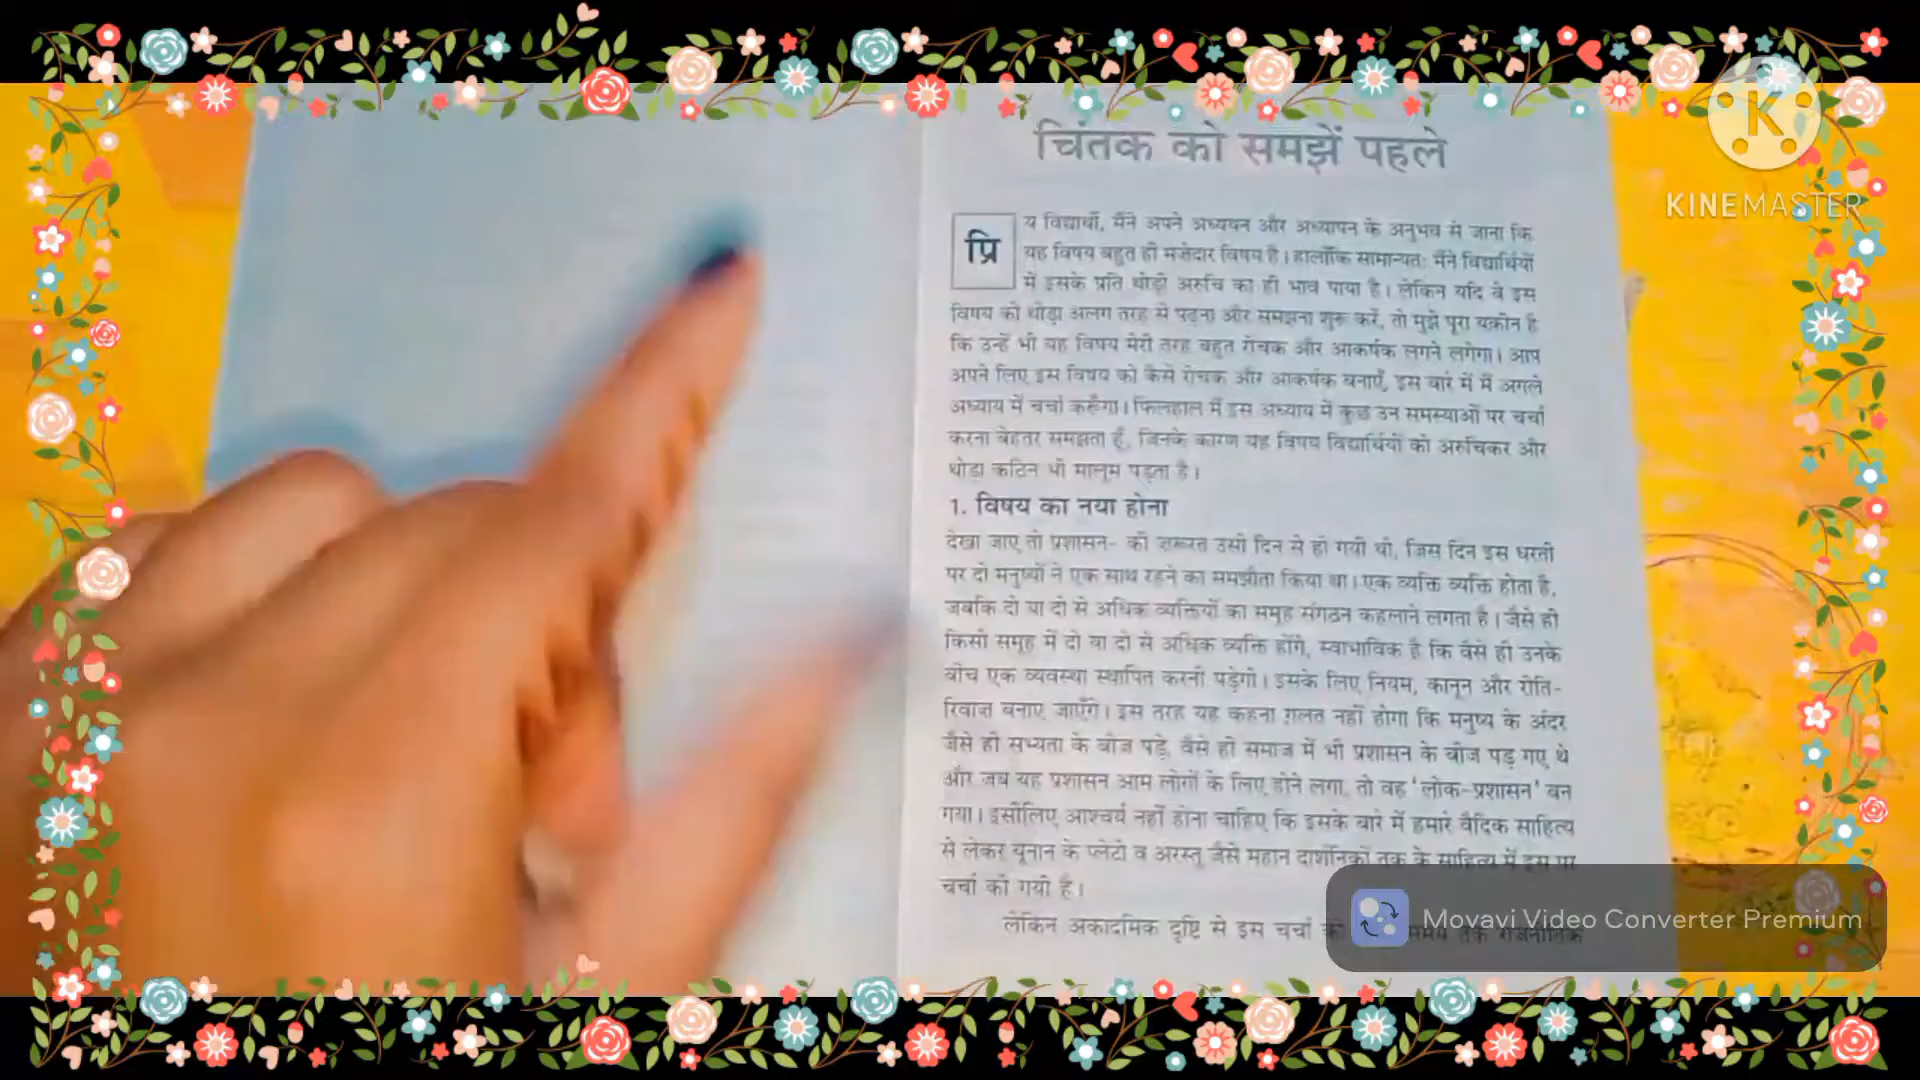 चिंतक को समझें पहले
प्रि
य विद्यार्थी, मैंने अपने अध्ययन और अध्यापन के अनुभव से जाना कि
यह विषय बहुत ही मजेदार विषय है। हालाँकि सामान्यतः मैंने विद्यार्थियों
में इसके प्रति थोड़ी अरुचि का ही भाव पाया है। लेकिन यदि वे इस
विषय को थोड़ा अलग तरह से पढ़ना और समझना शुरू करें, तो मुझे पूरा यक़ीन है
कि उन्हें भी यह विषय मेरी तरह बहुत रोचक और आकर्षक लगने लगेगा। आप
अपने लिए इस विषय को कैसे रोचक और आकर्षक बनाएँ, इस बारे में मैं अगले
अध्याय में चर्चा करूँगा। फिलहाल मैं इस अध्याय में कुछ उन समस्याओं पर चर्चा
करना बेहतर समझता हूँ, जिनके कारण यह विषय विद्यार्थियों को अरुचिकर और
थोड़ा कठिन भी मालूम पड़ता है।
1. विषय का नया होना
देखा जाए तो प्रशासन- की ज़रूरत उसी दिन से हो गयी थी, जिस दिन इस धरती
पर दो मनुष्यों ने एक साथ रहने का समझौता किया था। एक व्यक्ति व्यक्ति होता है,
जबकि दो या दो से अधिक व्यक्तियों का समूह संगठन कहलाने लगता है। जैसे ही
किसी समूह में दो या दो से अधिक व्यक्ति होंगे, स्वाभाविक है कि वैसे ही उनके
बीच एक व्यवस्था स्थापित करनी पड़ेगी। इसके लिए नियम, कानून और रीति-
रिवाज बनाए जाएँगे। इस तरह यह कहना ग़लत नहीं होगा कि मनुष्य के अंदर
जैसे ही सभ्यता के बीज पड़े, वैसे ही समाज में भी प्रशासन के बीज पड़ गए थे
और जब यह प्रशासन आम लोगों के लिए होने लगा, तो वह 'लोक-प्रशासन' बन
गया। इसीलिए आश्चर्य नहीं होना चाहिए कि इसके बारे में हमारे वैदिक साहित्य
से लेकर यूनान के प्लेटो व अरस्तू जैसे महान दार्शनिकों तक के साहित्य में इस पर
चर्चा की गयी है।
लेकिन अकादमिक दृष्टि से इस चर्चा को समय तक राजनीतिक
K
KINEMASTER
Movavi Video Converter Premium